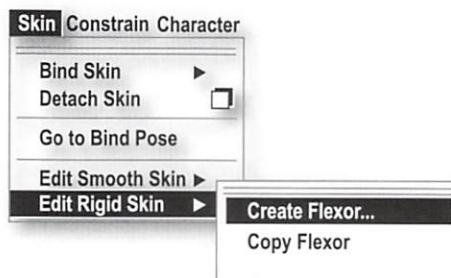 Skin Constrain Character
Bind Skin
Detach Skin
Go to Bind Pose
Edit Smooth Skin
Edit Rigid Skin
Create Flexor...
Copy Flexor